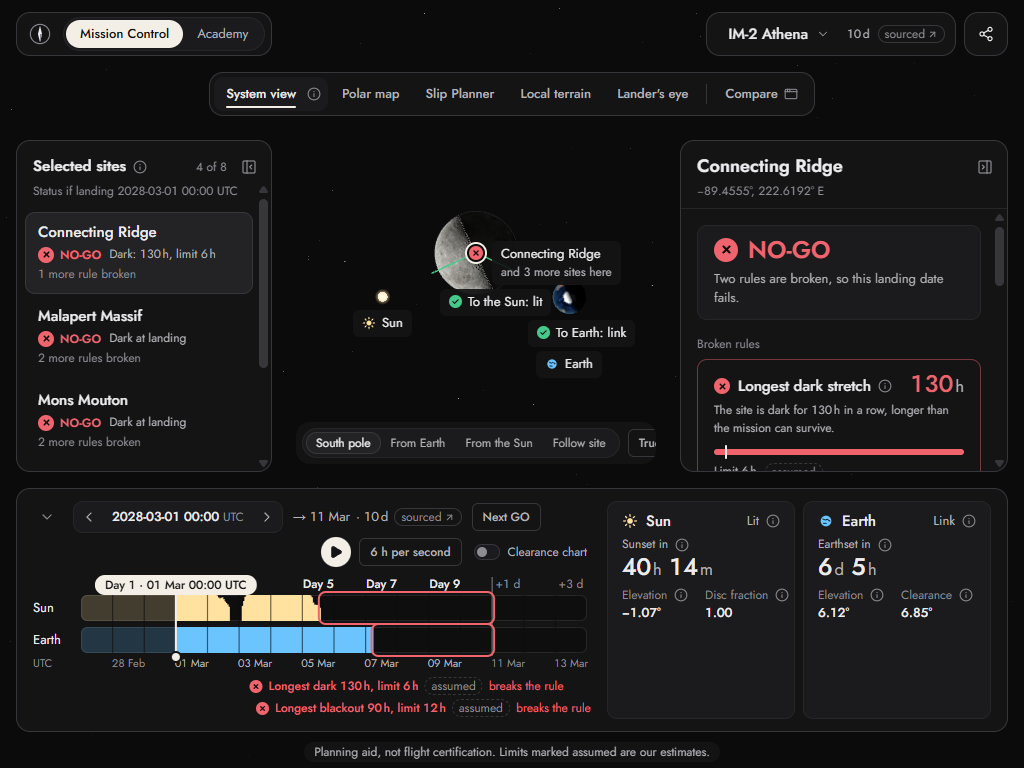 Mission Control
Academy
IM-2 Athena
10 d
sourced ↗
System view
Polar map
Slip Planner
Local terrain
Lander's eye
Compare
Selected sites
4 of 8
Status if landing 2028-03-01 00:00 UTC
Connecting Ridge
NO-GO Dark: 130 h, limit 6 h
1 more rule broken
Malapert Massif
NO-GO Dark at landing
2 more rules broken
Mons Mouton
NO-GO Dark at landing
2 more rules broken
Connecting Ridge
and 3 more sites here
To the Sun: lit
Sun
To Earth: link
Earth
South pole
From Earth
From the Sun
Follow site
Connecting Ridge
−89.4555°, 222.6192° E
NO-GO
Two rules are broken, so this landing date
fails.
Broken rules
Longest dark stretch
130 h
The site is dark for 130 h in a row, longer than
the mission can survive.
Limit 6 h assumed
2028-03-01 00:00 UTC
→ 11 Mar · 10 d sourced ↗
Next GO
6 h per second
Clearance chart
Day 1 · 01 Mar 00:00 UTC
Day 5
Day 7
Day 9
+1 d
+3 d
Sun
Earth
UTC
28 Feb
01 Mar
03 Mar
05 Mar
07 Mar
09 Mar
11 Mar
13 Mar
Longest dark 130 h, limit 6 h assumed breaks the rule
Longest blackout 90 h, limit 12 h assumed breaks the rule
Sun
Lit
Sunset in
40 h 14 m
Elevation
Disc fraction
−1.07°
1.00
Earth
Link
Earthset in
6 d 5 h
Elevation
Clearance
6.12°
6.85°
Planning aid, not flight certification. Limits marked assumed are our estimates.